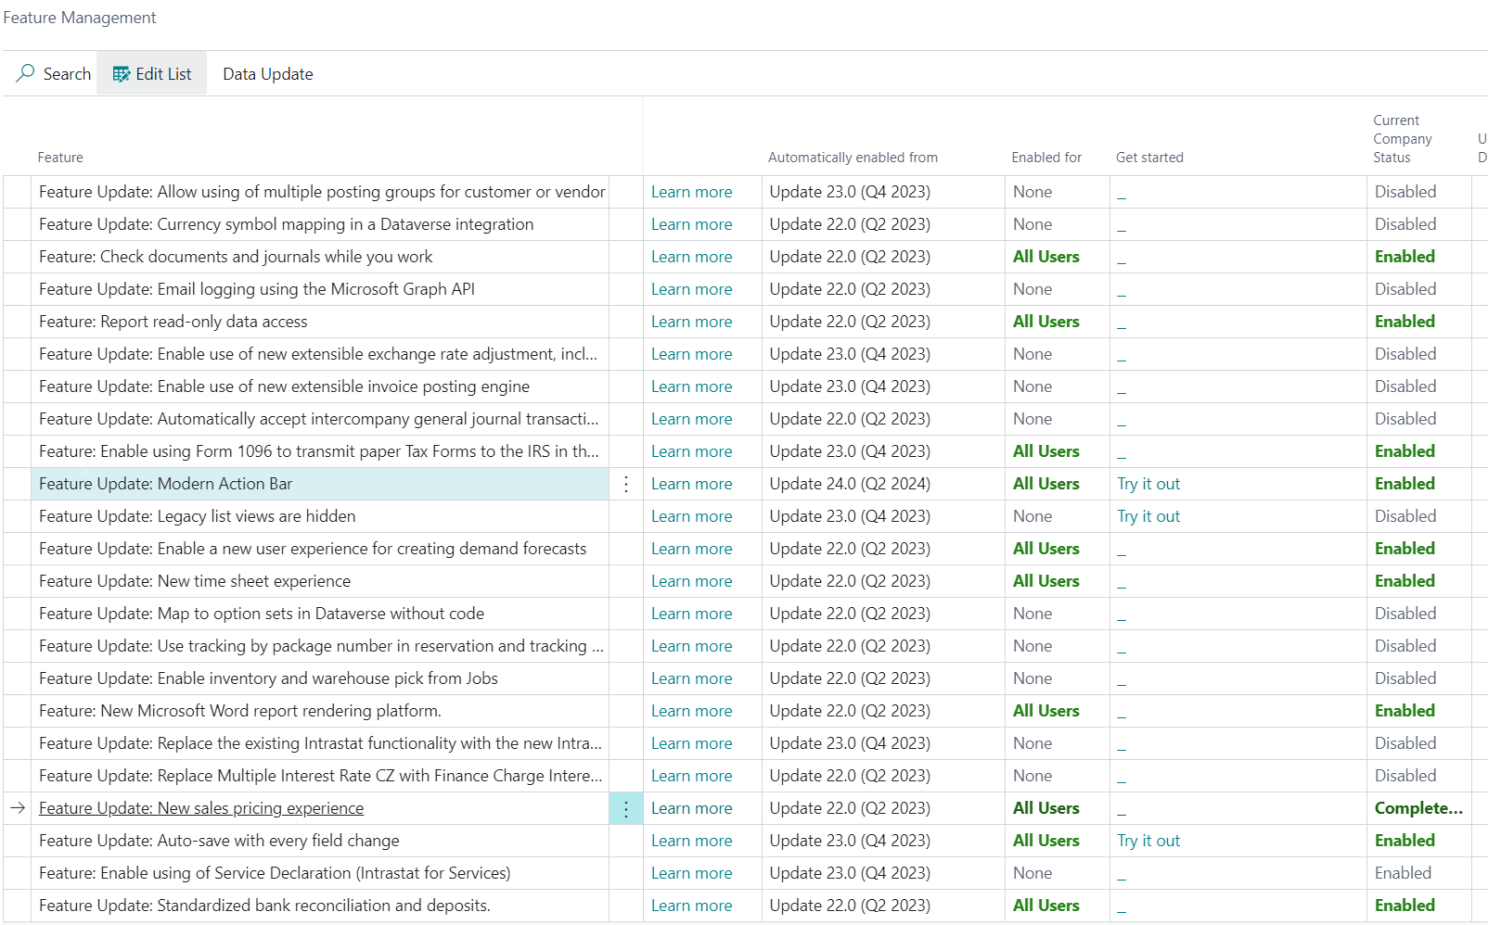 Feature Management
Search Edit List Data Update
Feature Automatically enabled from Enabled for Get started Current Company Status U D
Feature Update: Allow using of multiple posting groups for customer or vendor Learn more Update 23.0 (Q4 2023) None _ Disabled
Feature Update: Currency symbol mapping in a Dataverse integration Learn more Update 22.0 (Q2 2023) None _ Disabled
Feature: Check documents and journals while you work Learn more Update 22.0 (Q2 2023) All Users _ Enabled
Feature Update: Email logging using the Microsoft Graph API Learn more Update 22.0 (Q2 2023) None _ Disabled
Feature: Report read-only data access Learn more Update 22.0 (Q2 2023) All Users _ Enabled
Feature Update: Enable use of new extensible exchange rate adjustment, incl... Learn more Update 23.0 (Q4 2023) None _ Disabled
Feature Update: Enable use of new extensible invoice posting engine Learn more Update 23.0 (Q4 2023) None _ Disabled
Feature Update: Automatically accept intercompany general journal transacti... Learn more Update 22.0 (Q2 2023) None _ Disabled
Feature: Enable using Form 1096 to transmit paper Tax Forms to the IRS in th... Learn more Update 23.0 (Q4 2023) All Users _ Enabled
Feature Update: Modern Action Bar Learn more Update 24.0 (Q2 2024) All Users Try it out Enabled
Feature Update: Legacy list views are hidden Learn more Update 23.0 (Q4 2023) None Try it out Disabled
Feature Update: Enable a new user experience for creating demand forecasts Learn more Update 22.0 (Q2 2023) All Users _ Enabled
Feature Update: New time sheet experience Learn more Update 22.0 (Q2 2023) All Users _ Enabled
Feature Update: Map to option sets in Dataverse without code Learn more Update 22.0 (Q2 2023) None _ Disabled
Feature Update: Use tracking by package number in reservation and tracking ... Learn more Update 22.0 (Q2 2023) None _ Disabled
Feature Update: Enable inventory and warehouse pick from Jobs Learn more Update 22.0 (Q2 2023) None _ Disabled
Feature: New Microsoft Word report rendering platform. Learn more Update 22.0 (Q2 2023) All Users _ Enabled
Feature Update: Replace the existing Intrastat functionality with the new Intra... Learn more Update 23.0 (Q4 2023) None _ Disabled
Feature Update: Replace Multiple Interest Rate CZ with Finance Charge Intere... Learn more Update 22.0 (Q2 2023) None _ Disabled
Feature Update: New sales pricing experience Learn more Update 22.0 (Q2 2023) All Users _ Complete...
Feature Update: Auto-save with every field change Learn more Update 23.0 (Q4 2023) All Users Try it out Enabled
Feature: Enable using of Service Declaration (Intrastat for Services) Learn more Update 23.0 (Q4 2023) None _ Enabled
Feature Update: Standardized bank reconciliation and deposits. Learn more Update 22.0 (Q2 2023) All Users _ Enabled